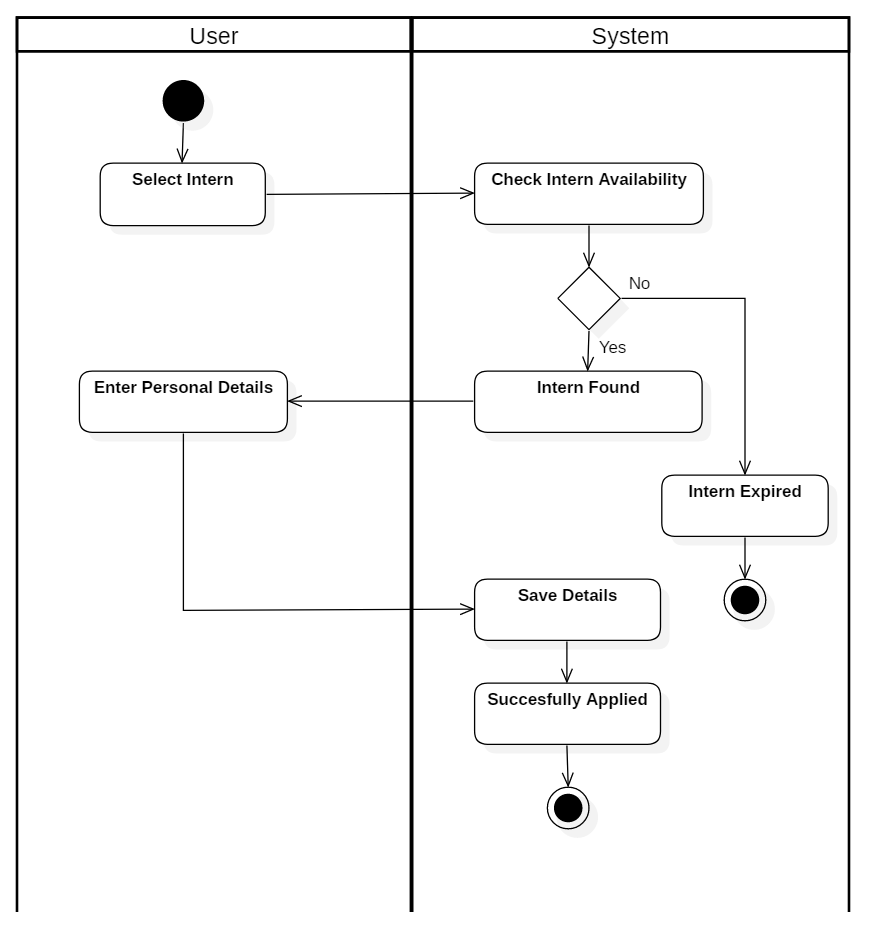 User
System
Select Intern
Check Intern Availability
No
Yes
Enter Personal Details
Intern Found
Intern Expired
Save Details
Succesfully Applied